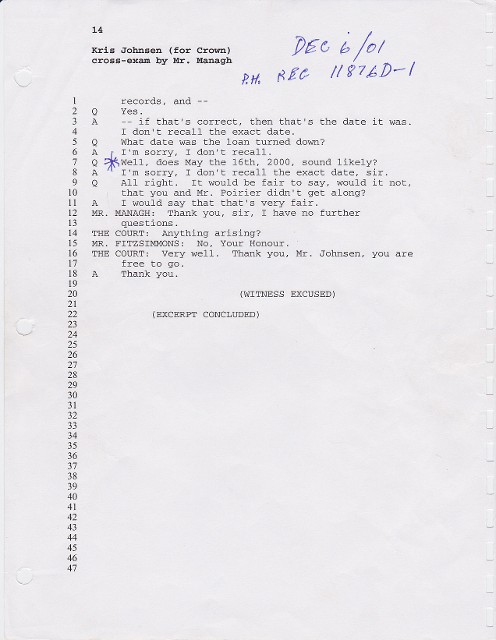 14
Kris Johnsen (for Crown)
cross-exam by Mr. Managh
DEC 6/01
P.H. REC 11876D-1
1 records, and --
2 Q Yes.
3 A -- if that's correct, then that's the date it was.
4 I don't recall the exact date.
5 Q What date was the loan turned down?
6 A I'm sorry, I don't recall.
7 Q * Well, does May the 16th, 2000, sound likely?
8 A I'm sorry, I don't recall the exact date, sir.
9 Q All right. It would be fair to say, would it not,
10 that you and Mr. Poirier didn't get along?
11 A I would say that that's very fair.
12 MR. MANAGH: Thank you, sir, I have no further
13 questions.
14 THE COURT: Anything arising?
15 MR. FITZSIMMONS: No, Your Honour.
16 THE COURT: Very well. Thank you, Mr. Johnsen, you are
17 free to go.
18 A Thank you.
19
20 (WITNESS EXCUSED)
21
22 (EXCERPT CONCLUDED)
23
24
25
26
27
28
29
30
31
32
33
34
35
36
37
38
39
40
41
42
43
44
45
46
47